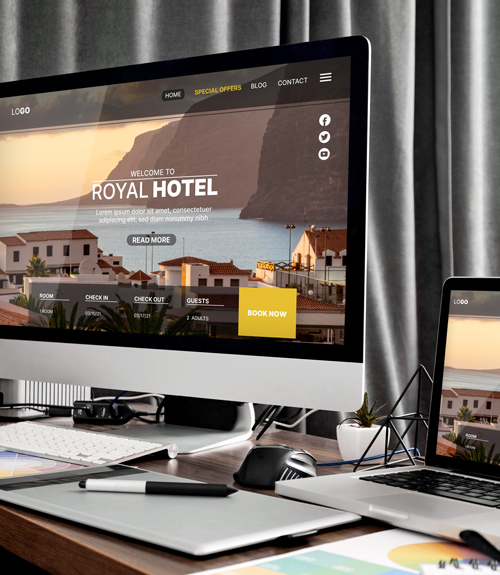 LOGO
HOME SPECIAL OFFERS BLOG CONTACT
WELCOME TO
ROYAL HOTEL
Lorem ipsum dolor sit amet, consectetuer
adipiscing elit, sed diam nonummy nibh
READ MORE
ROOM CHECK IN CHECK OUT GUESTS
1 ROOM 03/10/21 03/17/21 2 ADULTS
BOOK NOW
LOGO
ROOM